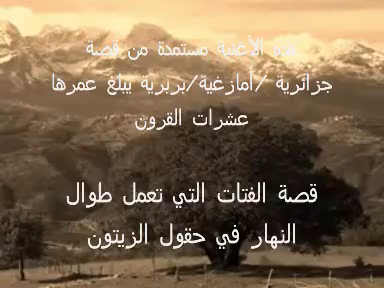 هذه الأغنية مستمدة من قصة
جزائرية /أمازغية/بربرية يبلغ عمرها
عشرات القرون
قصة الفتات التي تعمل طوال
النهار في حقول الزيتون